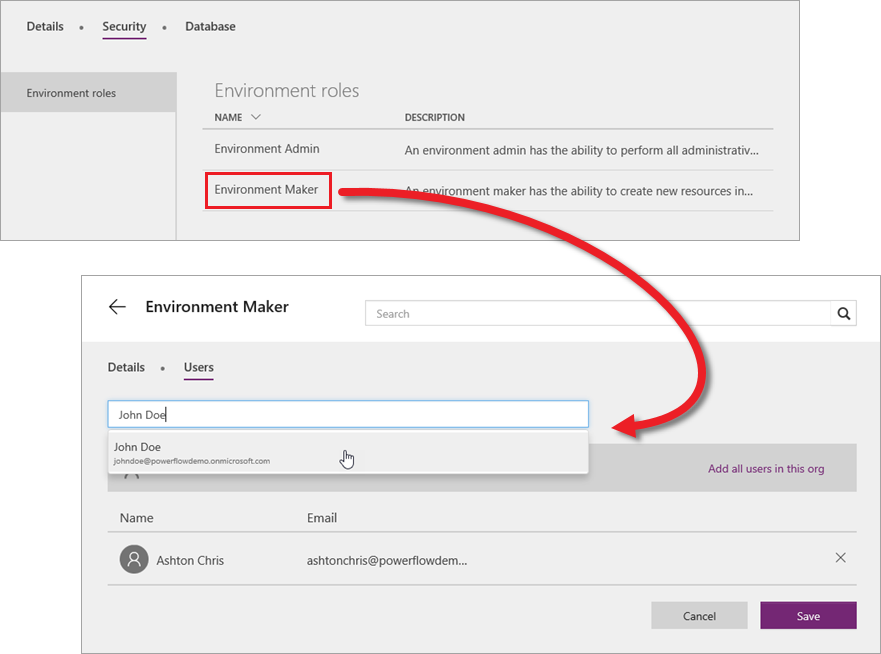 Details • Security • Database
Environment roles
Environment roles
NAME DESCRIPTION
Environment Admin An environment admin has the ability to perform all administrativ...
Environment Maker An environment maker has the ability to create new resources in...
Environment Maker
Search
Details • Users
John Doe
John Doe
johndoe@powerflowdemo.onmicrosoft.com
Add all users in this org
Name Email
Ashton Chris ashtonchris@powerflowdem...
Cancel Save